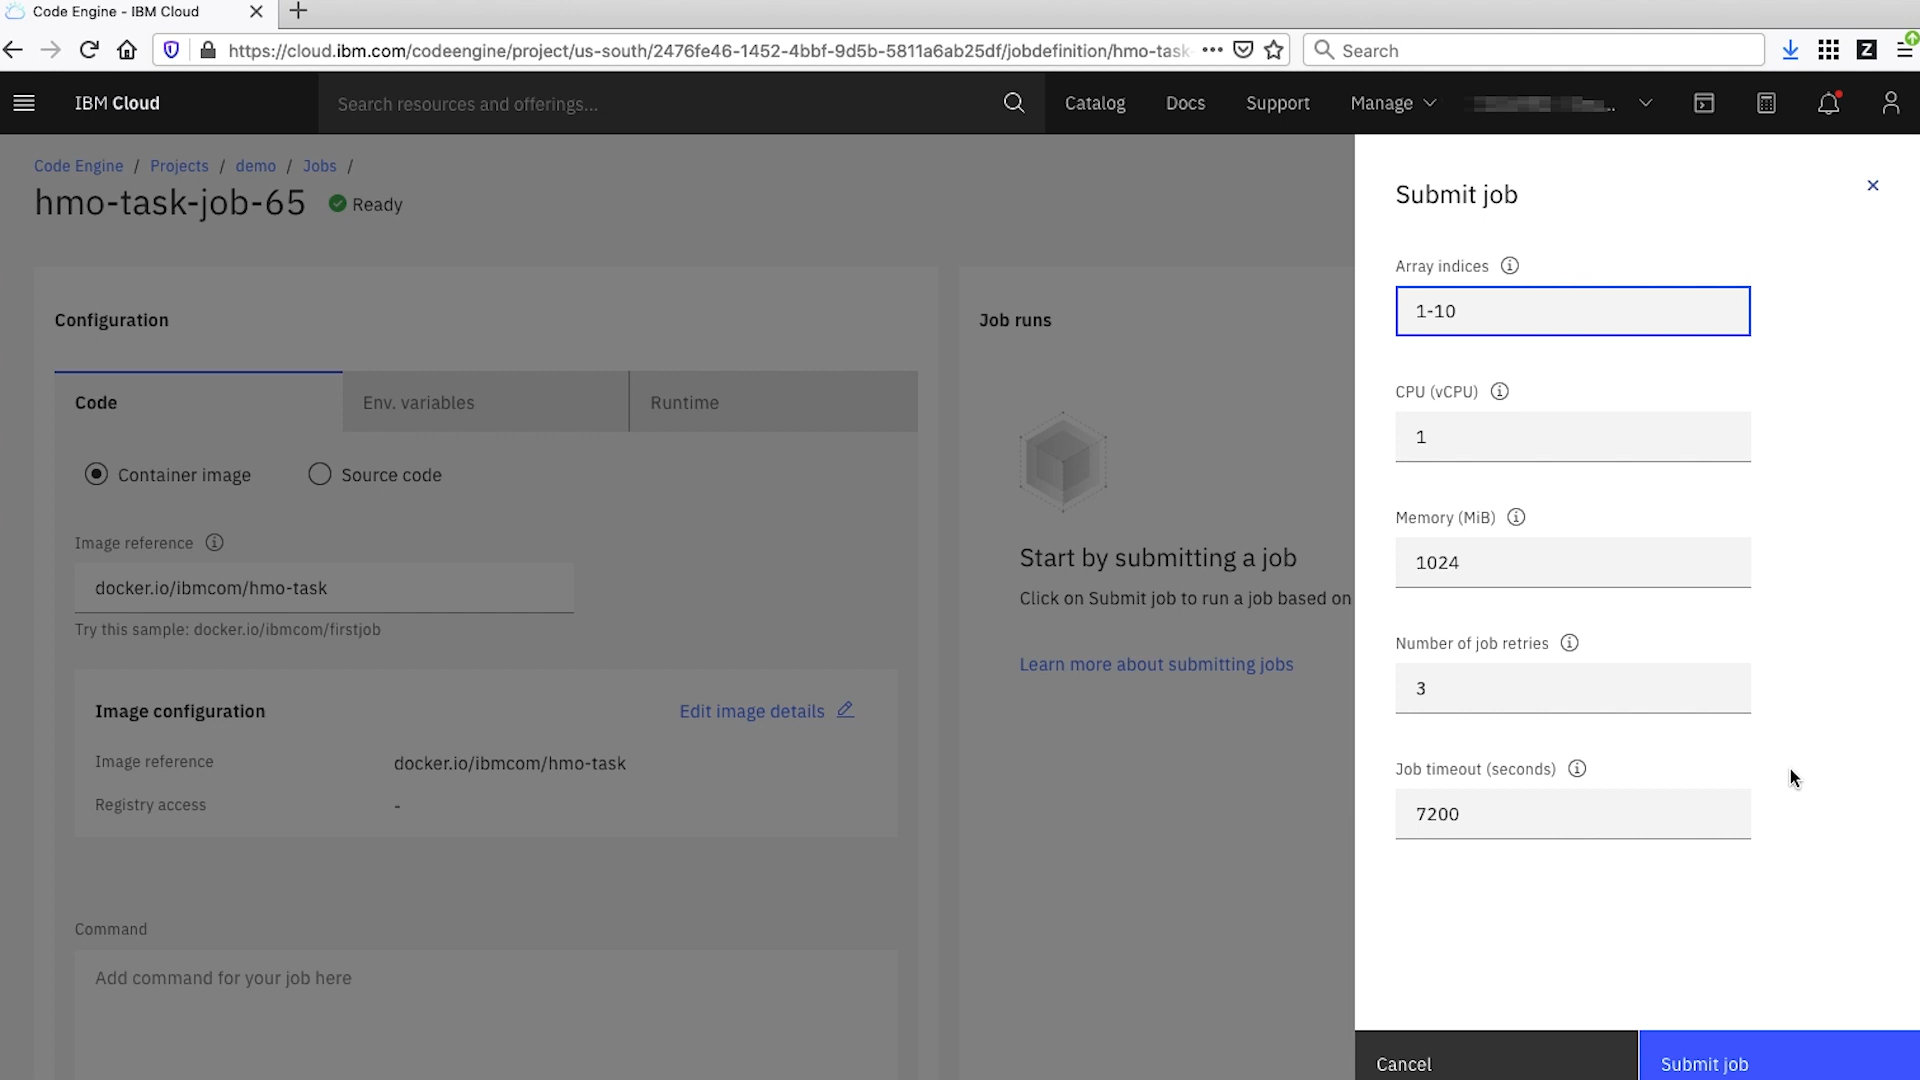 Code Engine - IBM Cloud
https://cloud.ibm.com/codeengine/project/us-south/2476fe46-1452-4bbf-9d5b-5811a6ab25df/jobdefinition/hmo-task-
Search
IBM Cloud
Search resources and offerings...
Catalog
Docs
Support
Manage
Code Engine / Projects / demo / Jobs /
hmo-task-job-65
Ready
Configuration
Code
Env. variables
Runtime
Container image
Source code
Image reference
docker.io/ibmcom/hmo-task
Try this sample: docker.io/ibmcom/firstjob
Image configuration
Edit image details
Image reference
docker.io/ibmcom/hmo-task
Registry access
-
Command
Add command for your job here
Job runs
Start by submitting a job
Click on Submit job to run a job based on
Learn more about submitting jobs
Submit job
Array indices
1-10
CPU (vCPU)
1
Memory (MiB)
1024
Number of job retries
3
Job timeout (seconds)
7200
Cancel
Submit job